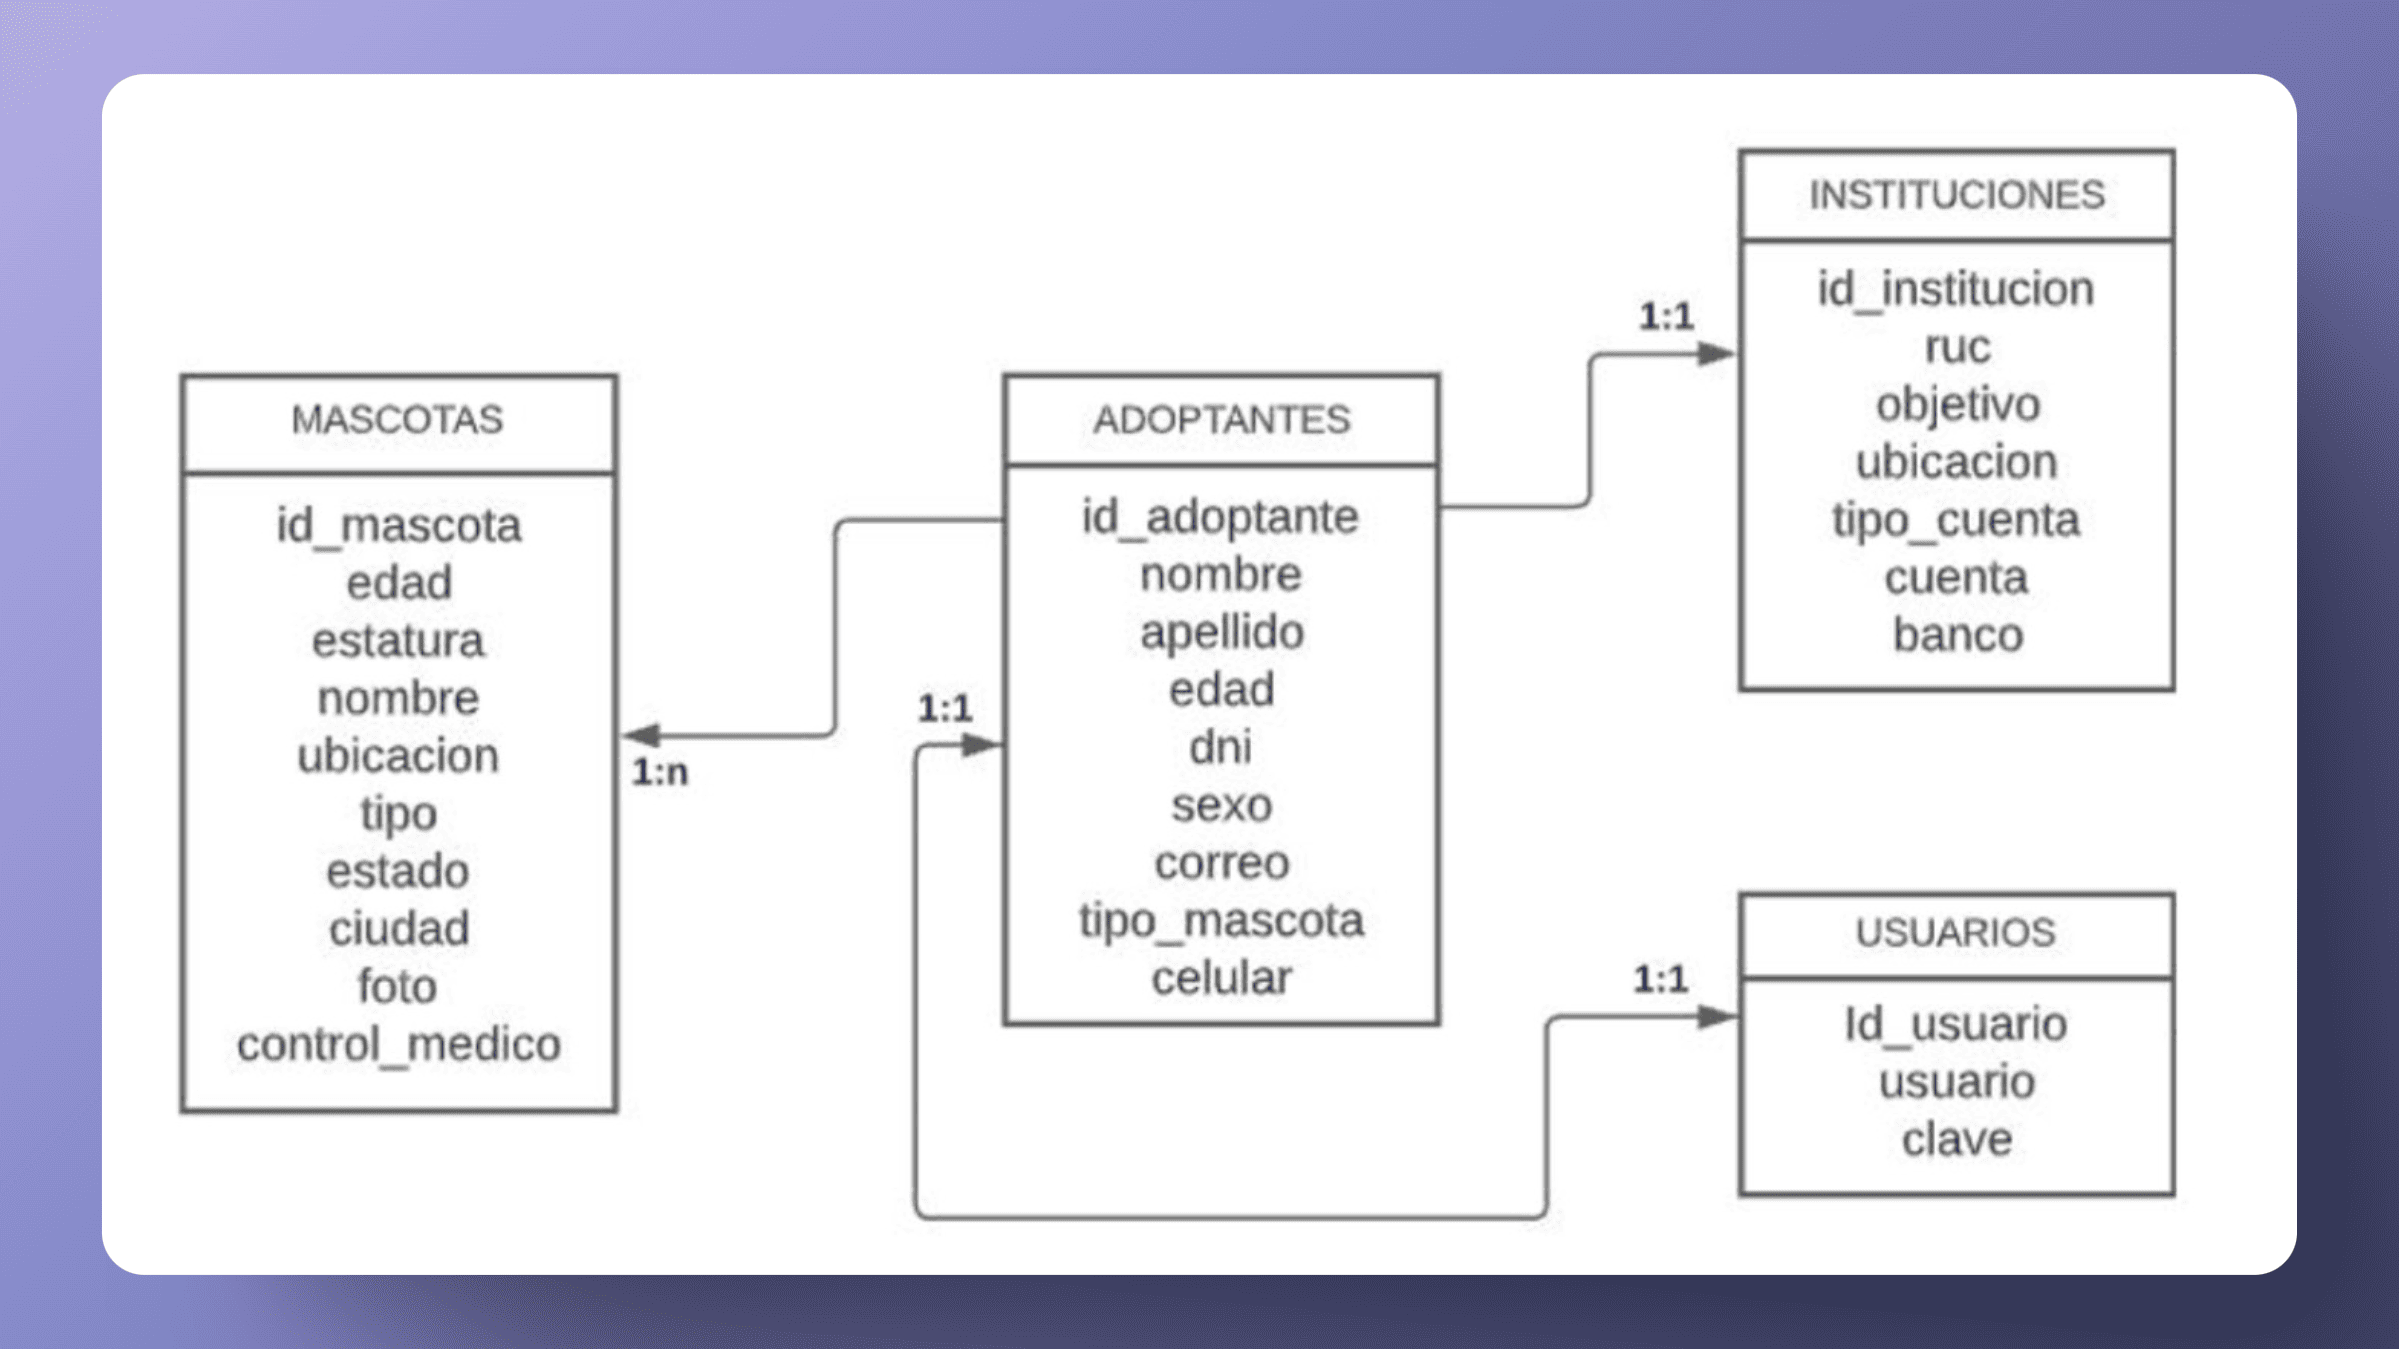 MASCOTAS
id_mascota
edad
estatura
nombre
ubicacion
tipo
estado
ciudad
foto
control_medico
1:n
ADOPTANTES
id_adoptante
nombre
apellido
edad
dni
sexo
correo
tipo_mascota
celular
1:1
INSTITUCIONES
id_institucion
ruc
objetivo
ubicacion
tipo_cuenta
cuenta
banco
1:1
USUARIOS
Id_usuario
usuario
clave
1:1